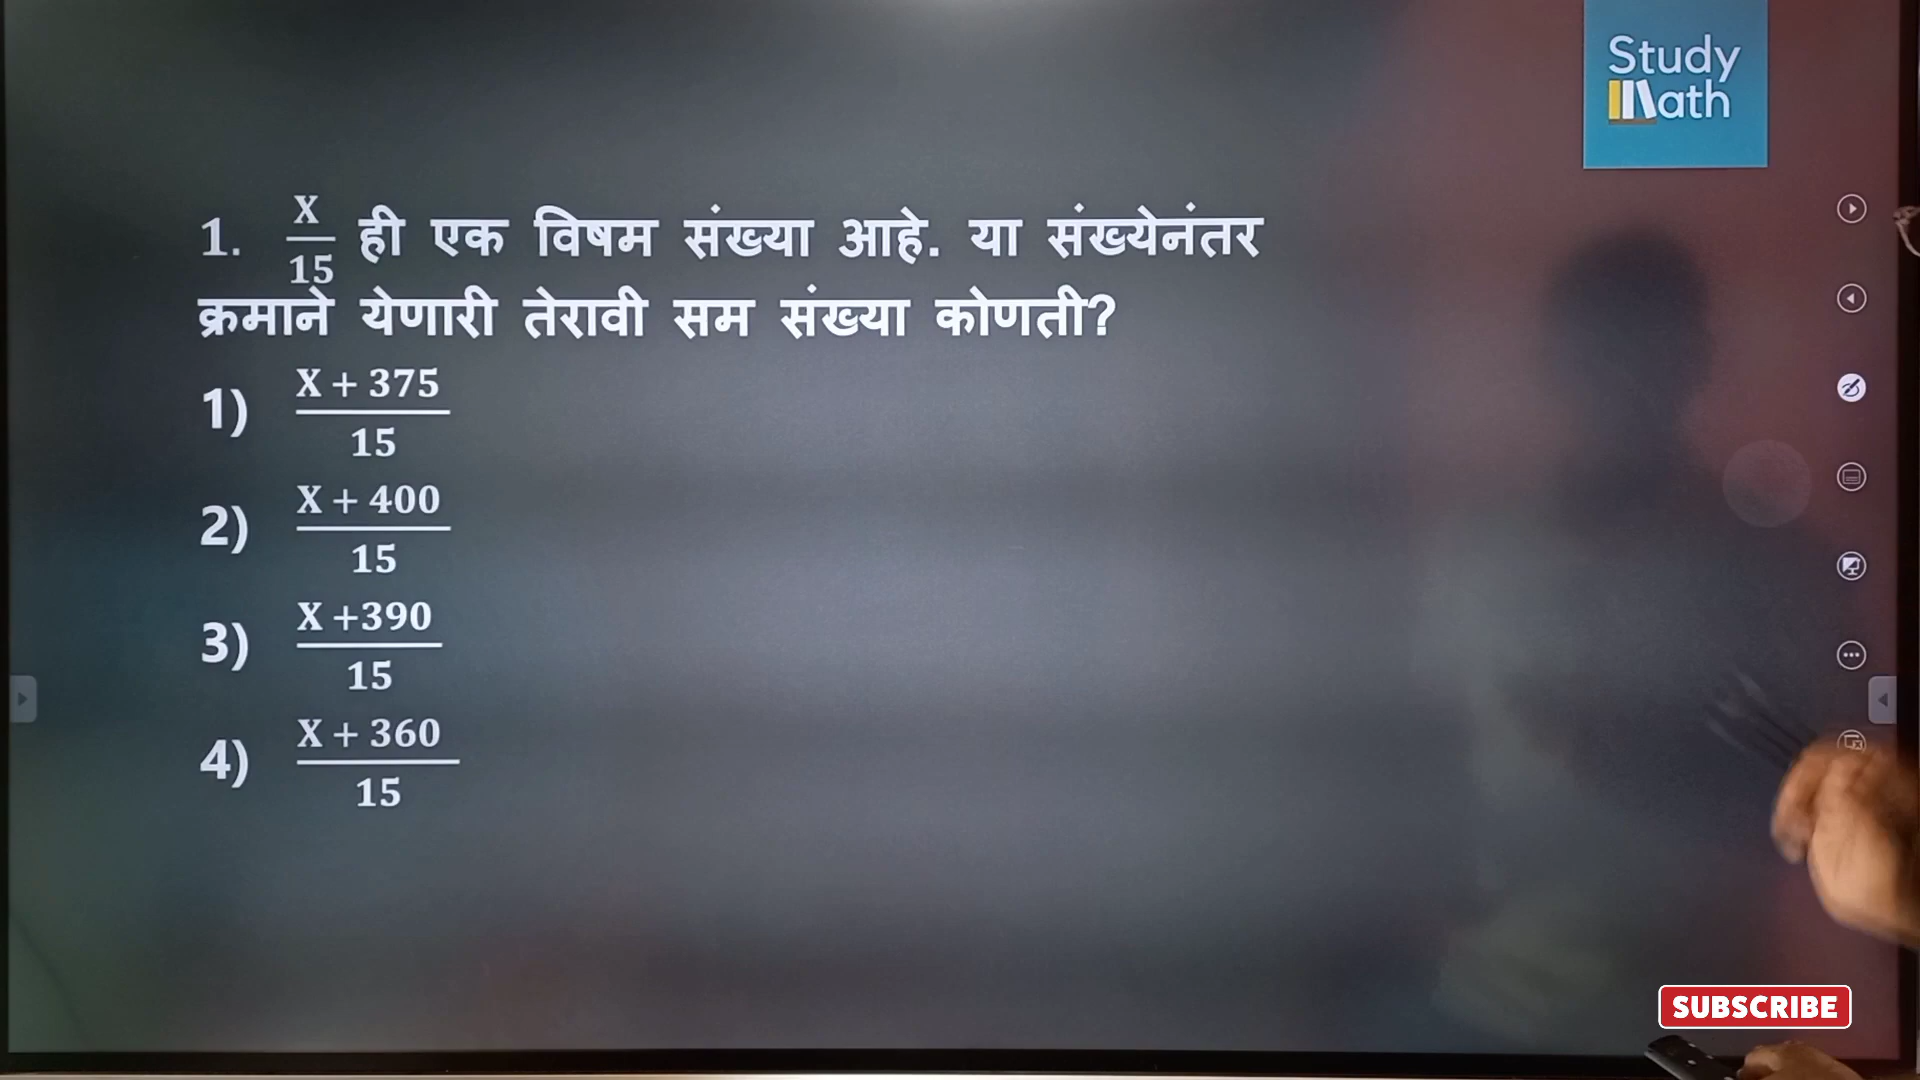 Study
Math
1. X/15 ही एक विषम संख्या आहे. या संख्येनंतर
क्रमाने येणारी तेरावी सम संख्या कोणती?
1) X + 375
15
2) X + 400
15
3) X +390
15
4) X + 360
15
SUBSCRIBE